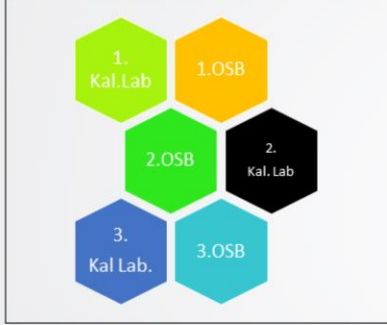 1.
Kal.Lab
1.OSB
2.OSB
2.
Kal. Lab
3.
Kal Lab.
3.OSB